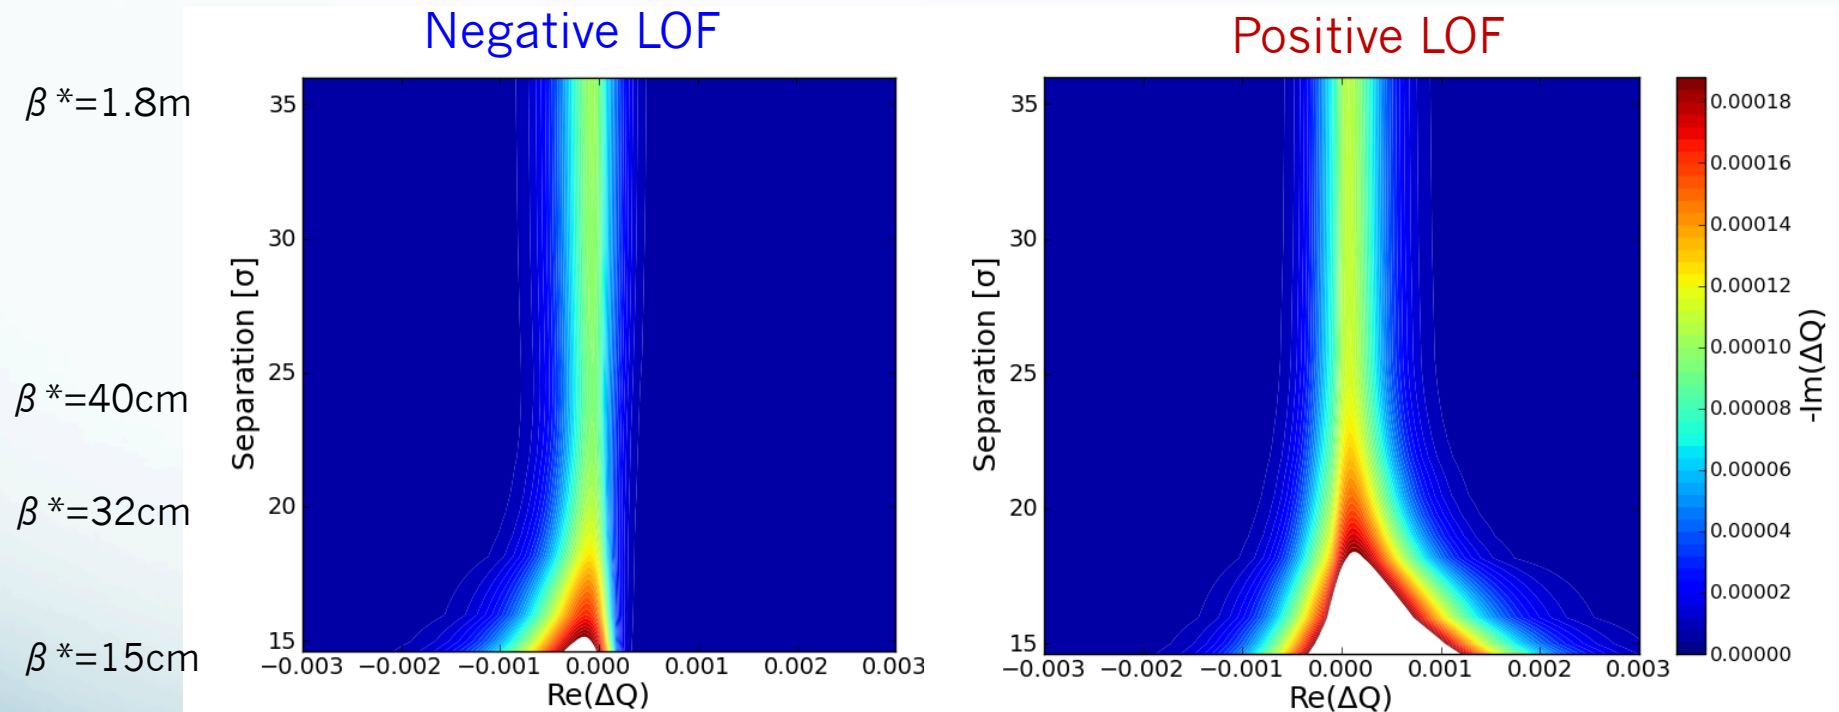 Negative LOF
Positive LOF
β*=1.8m
β*=40cm
β*=32cm
β*=15cm
Separation [σ]
35
30
25
20
15
−0.003 −0.002 −0.001 0.000 0.001 0.002 0.003
Re(ΔQ)
Separation [σ]
35
30
25
20
15
−0.003 −0.002 −0.001 0.000 0.001 0.002 0.003
Re(ΔQ)
0.00018
0.00016
0.00014
0.00012
0.00010
0.00008
0.00006
0.00004
0.00002
0.00000
-Im(ΔQ)